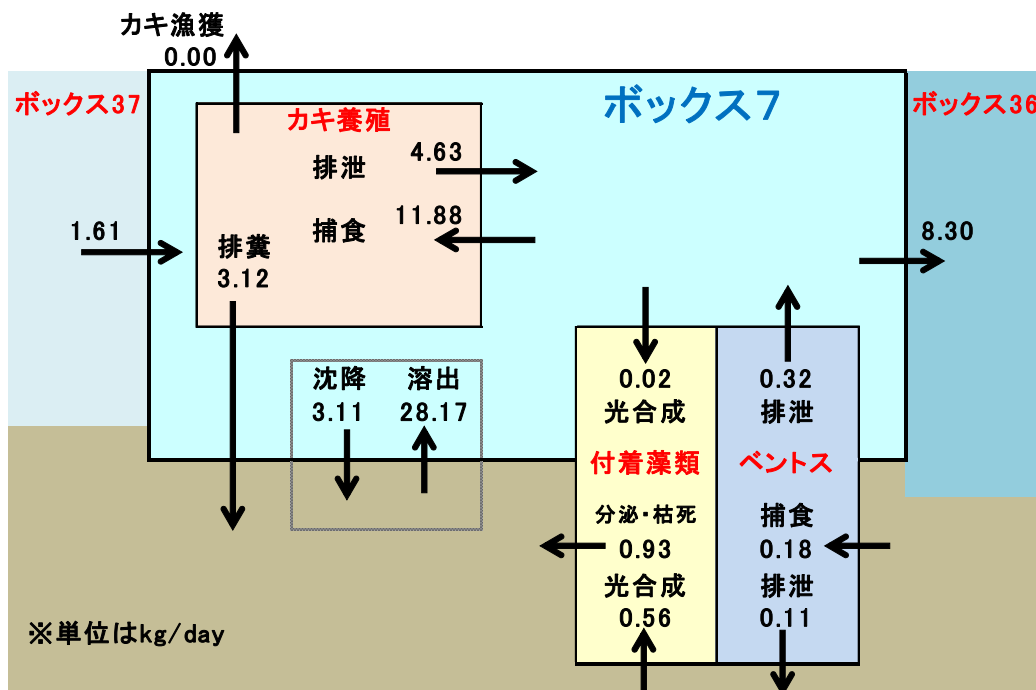 カキ漁獲
0.00
ボックス37
カキ養殖
ボックス7
ボックス36
排泄
4.63
捕食
11.88
1.61
排糞
3.12
8.30
沈降
3.11
溶出
28.17
0.02
光合成
0.32
排泄
付着藻類
ベントス
分泌・枯死
0.93
捕食
0.18
光合成
0.56
排泄
0.11
※単位はkg/day